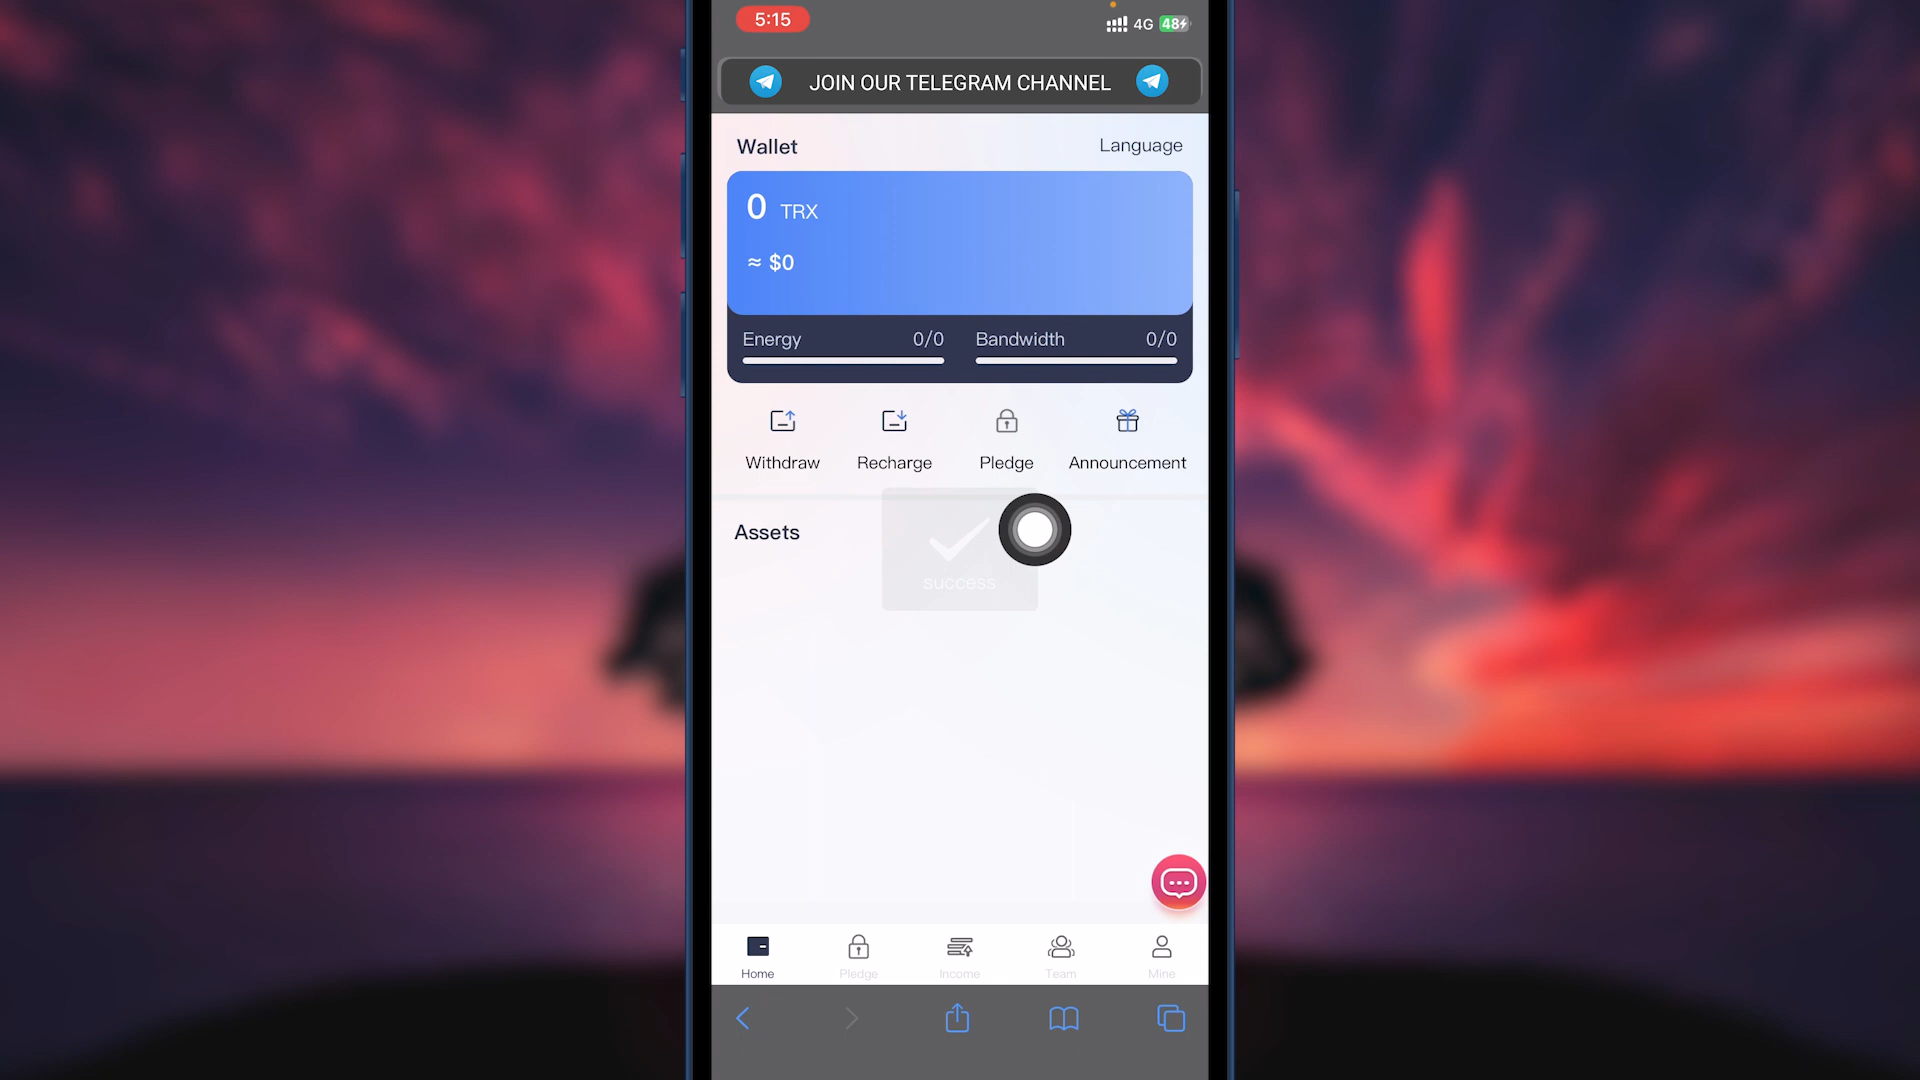 5:15
4G 48
JOIN OUR TELEGRAM CHANNEL
Wallet Language
0 TRX
≈ $0
Energy 0/0 Bandwidth 0/0
Withdraw Recharge Pledge Announcement
Assets
success
Home Pledge Income Team Mine